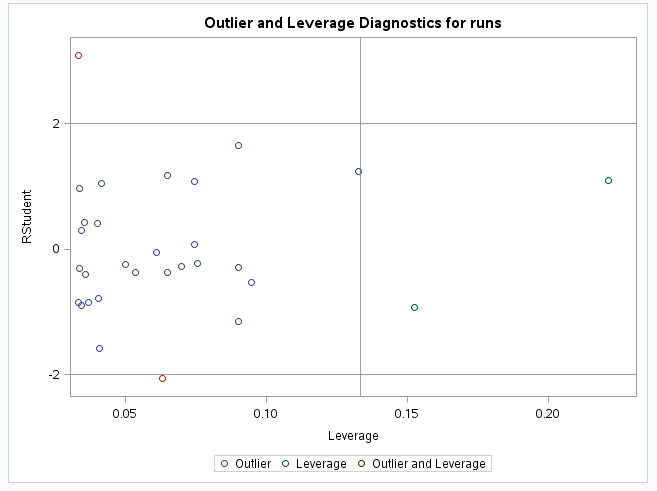 Outlier and Leverage Diagnostics for runs
2
0
-2
RStudent
0.05
0.10
0.15
0.20
Leverage
Outlier
Leverage
Outlier and Leverage